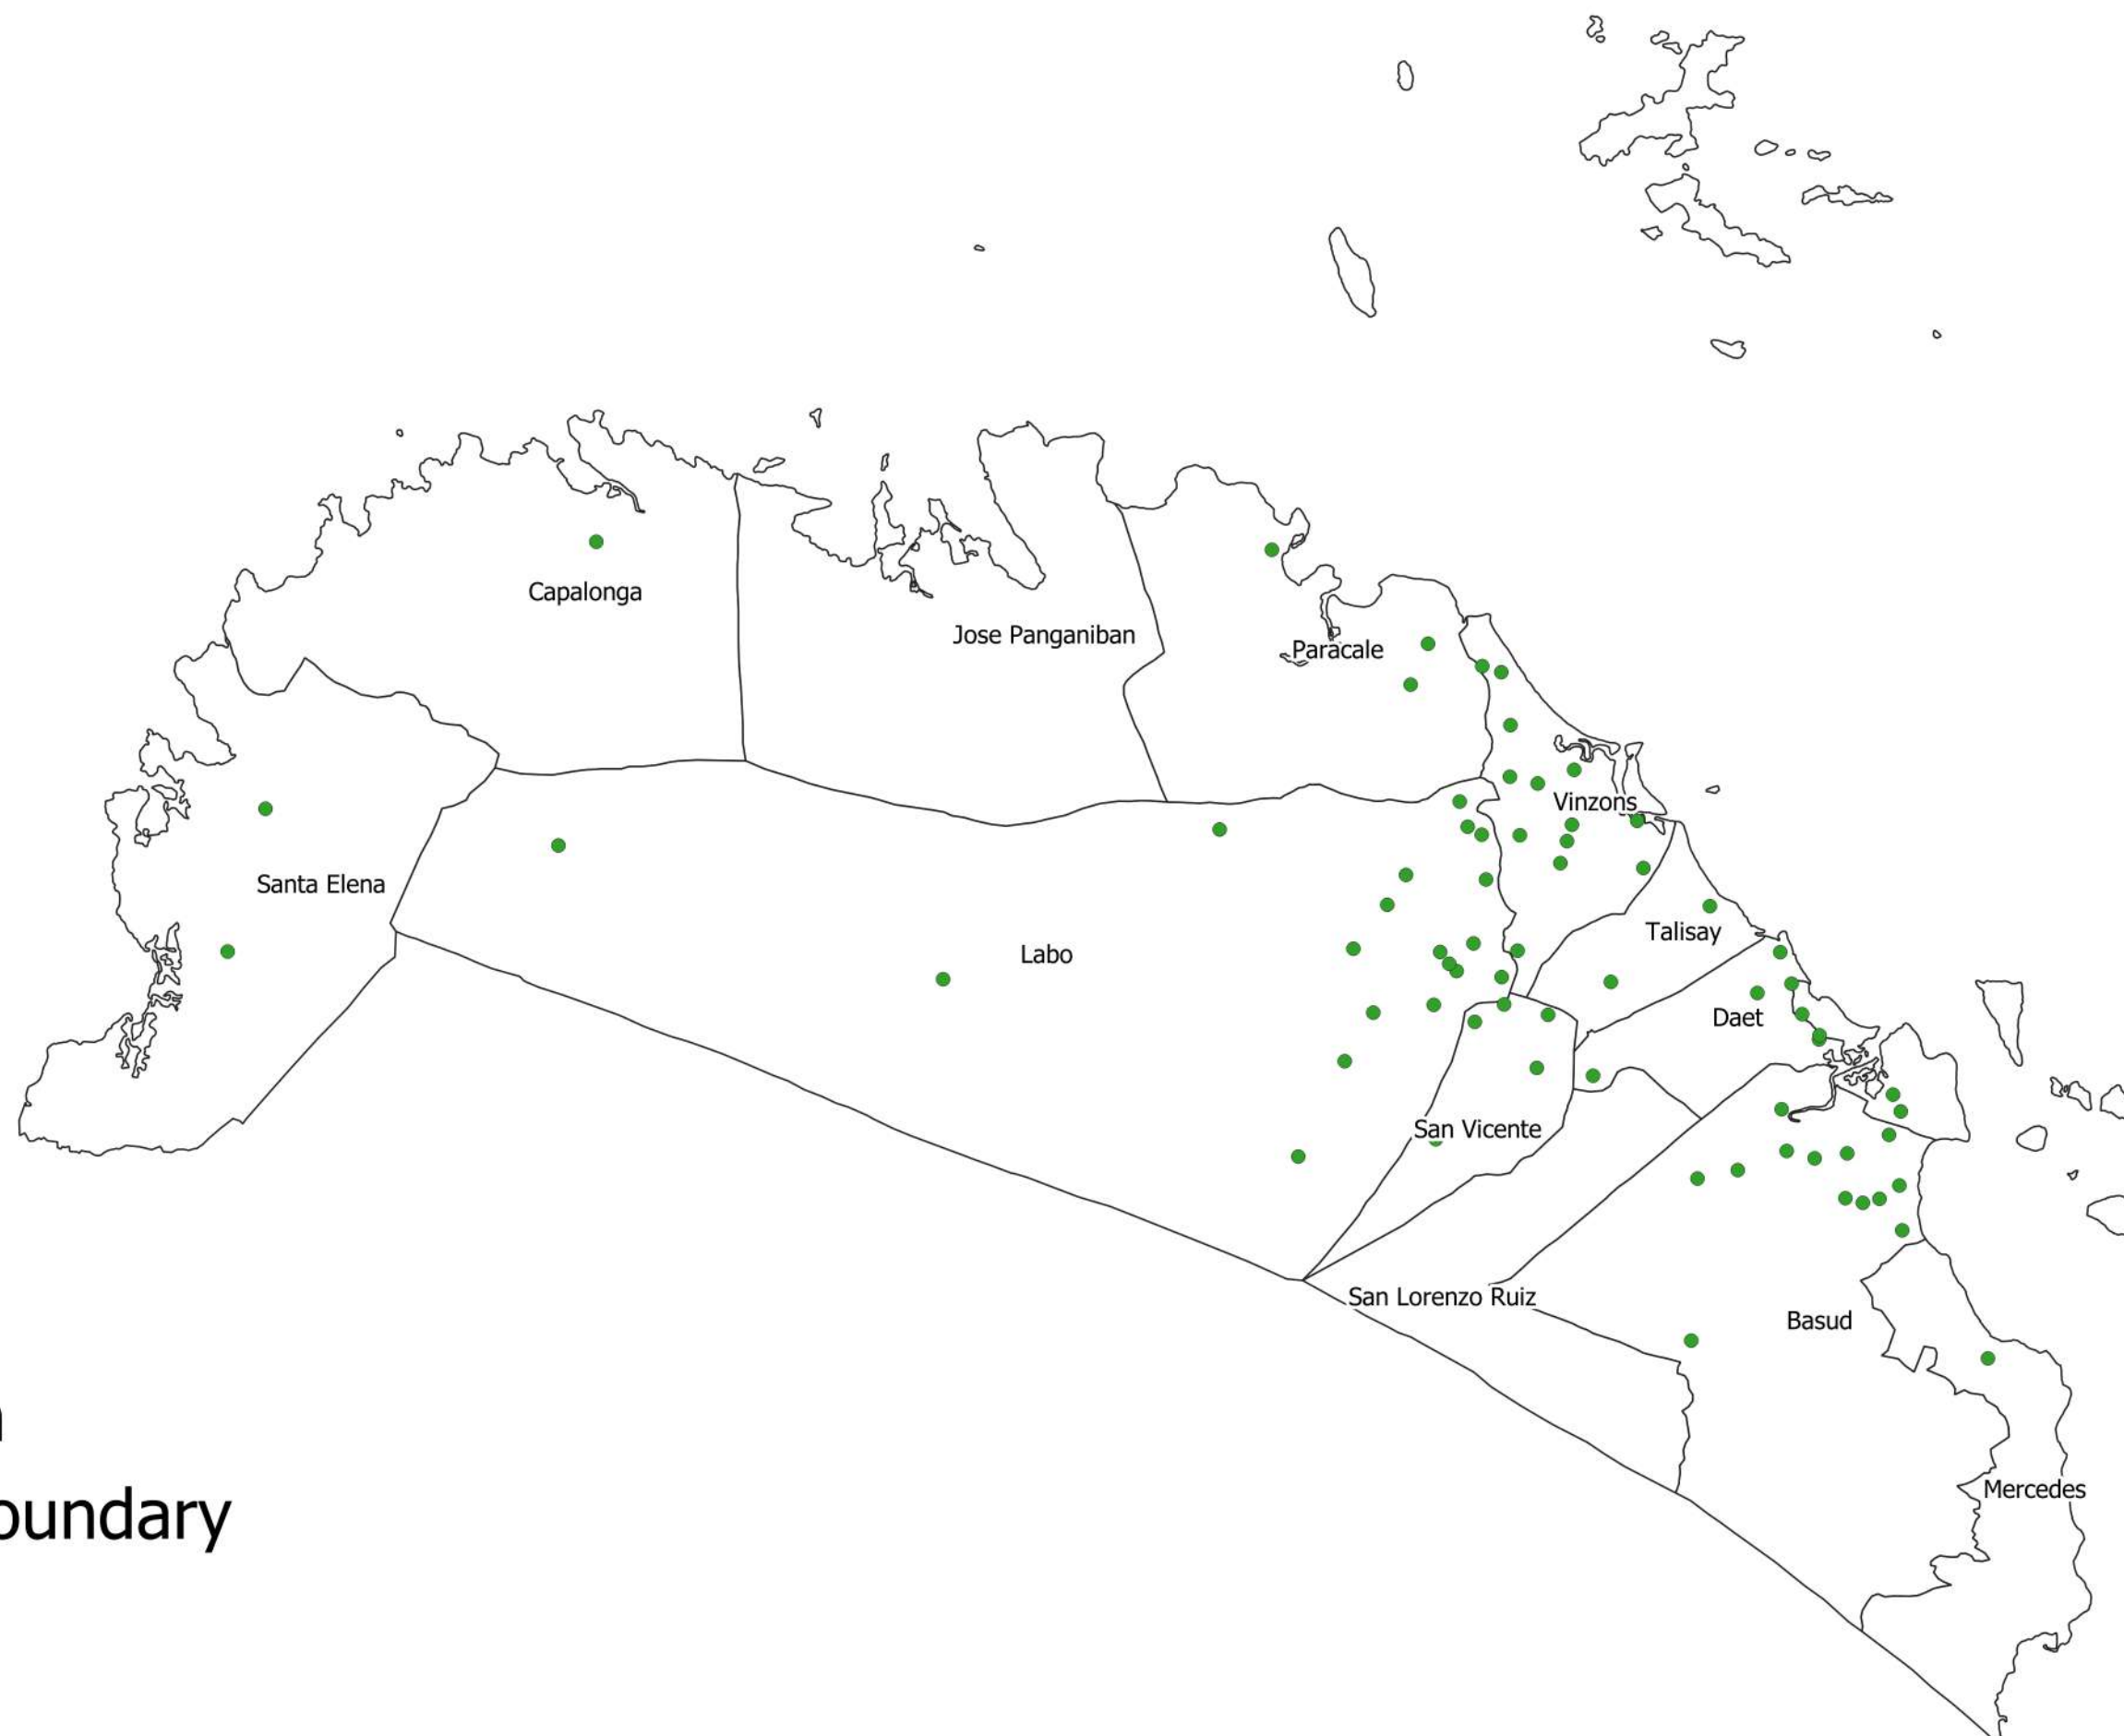 Capalonga
Jose Panganiban
Paracale
Vinzons
Santa Elena
Talisay
Labo
Daet
San Vicente
San Lorenzo Ruiz
Basud
Mercedes
oundary